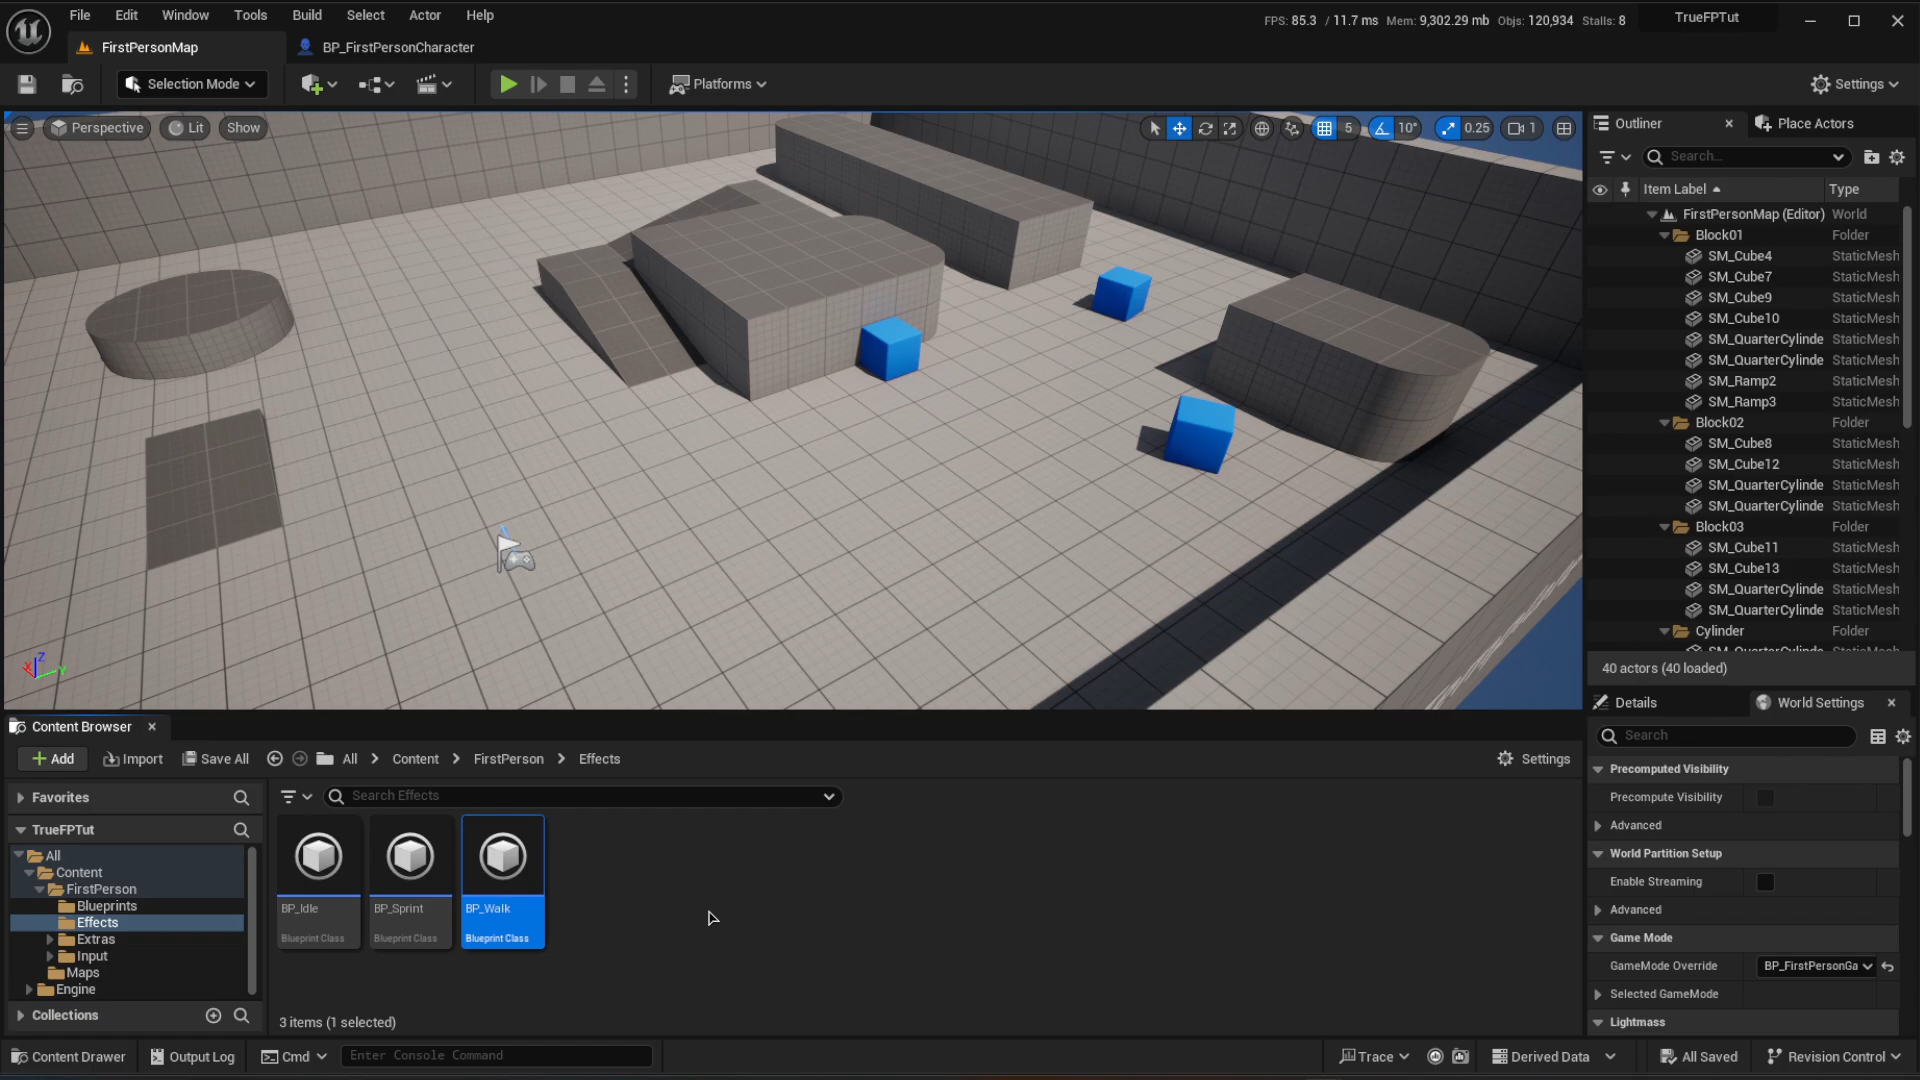 File Edit Window Tools Build Select Actor Help
FPS: 85.3 / 11.7 ms Mem: 9,302.29 mb Objs: 120,934 Stalls: 8
TrueFPTut
FirstPersonMap
BP_FirstPersonCharacter
Selection Mode
Platforms
Settings
Perspective
Lit
Show
5
10°
0.25
1
Outliner
Place Actors
Search...
Item Label Type
FirstPersonMap (Editor) World
Block01 Folder
SM_Cube4 StaticMesh
SM_Cube7 StaticMesh
SM_Cube9 StaticMesh
SM_Cube10 StaticMesh
SM_QuarterCylinde StaticMesh
SM_QuarterCylinde StaticMesh
SM_Ramp2 StaticMesh
SM_Ramp3 StaticMesh
Block02 Folder
SM_Cube8 StaticMesh
SM_Cube12 StaticMesh
SM_QuarterCylinde StaticMesh
SM_QuarterCylinde StaticMesh
Block03 Folder
SM_Cube11 StaticMesh
SM_Cube13 StaticMesh
SM_QuarterCylinde StaticMesh
SM_QuarterCylinde StaticMesh
Cylinder Folder
40 actors (40 loaded)
X Z Y
Details
World Settings
Search
Precomputed Visibility
Precompute Visibility
Advanced
World Partition Setup
Enable Streaming
Advanced
Game Mode
GameMode Override BP_FirstPersonGa
Selected GameMode
Lightmass
Content Browser
Add
Import
Save All
All Content FirstPerson Effects
Settings
Favorites
TrueFPTut
All
Content
FirstPerson
Blueprints
Effects
Extras
Input
Maps
Engine
Collections
Search Effects
BP_Idle
Blueprint Class
BP_Sprint
Blueprint Class
BP_Walk
Blueprint Class
3 items (1 selected)
Content Drawer
Output Log
Cmd
Enter Console Command
Trace
Derived Data
All Saved
Revision Control